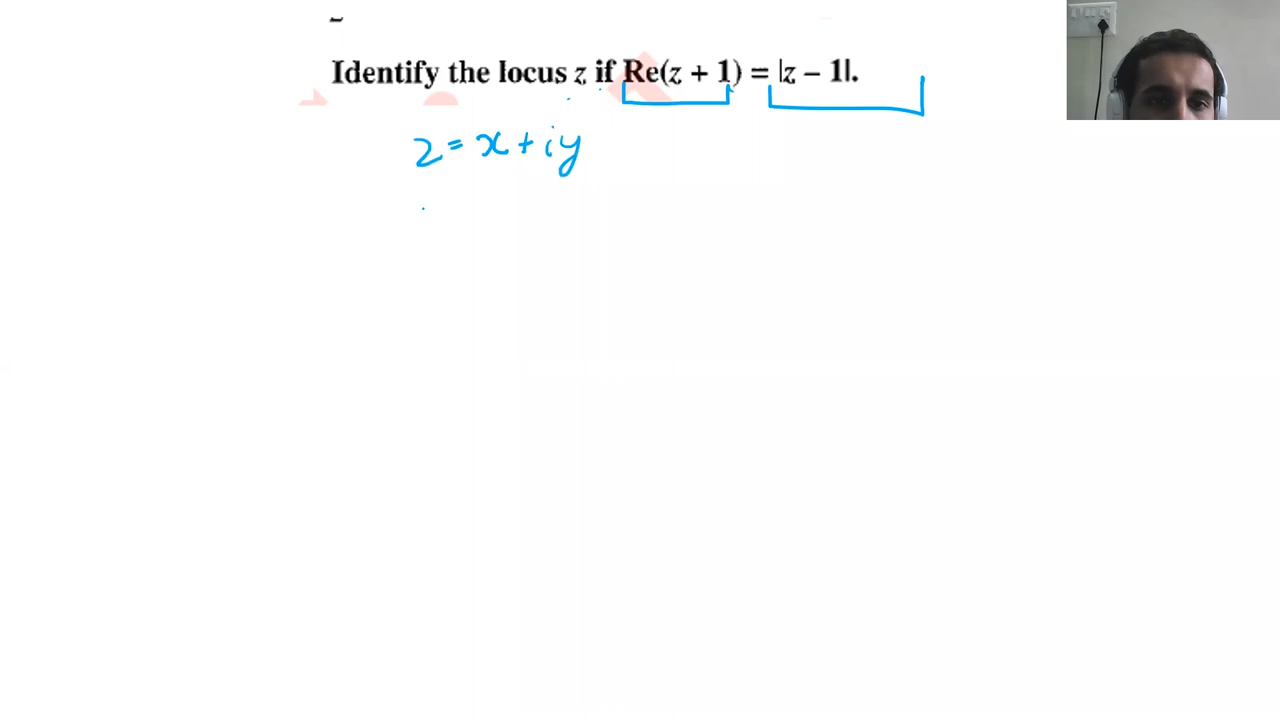 Identify the locus z if Re(z + 1) = |z – 1|.
z = x + iy